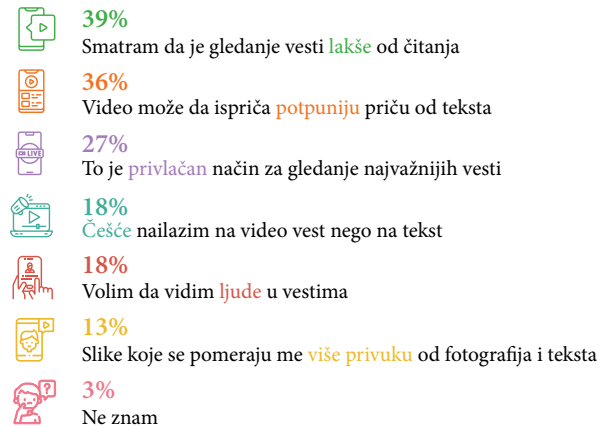 39%
Smatram da je gledanje vesti lakše od čitanja
36%
Video može da ispriča potpuniju priču od teksta
LIVE
27%
To je privlačan način za gledanje najvažnijih vesti
18%
Češće nailazim na video vest nego na tekst
18%
Volim da vidim ljude u vestima
13%
Slike koje se pomeraju me više privuku od fotografija i teksta
?
3%
Ne znam